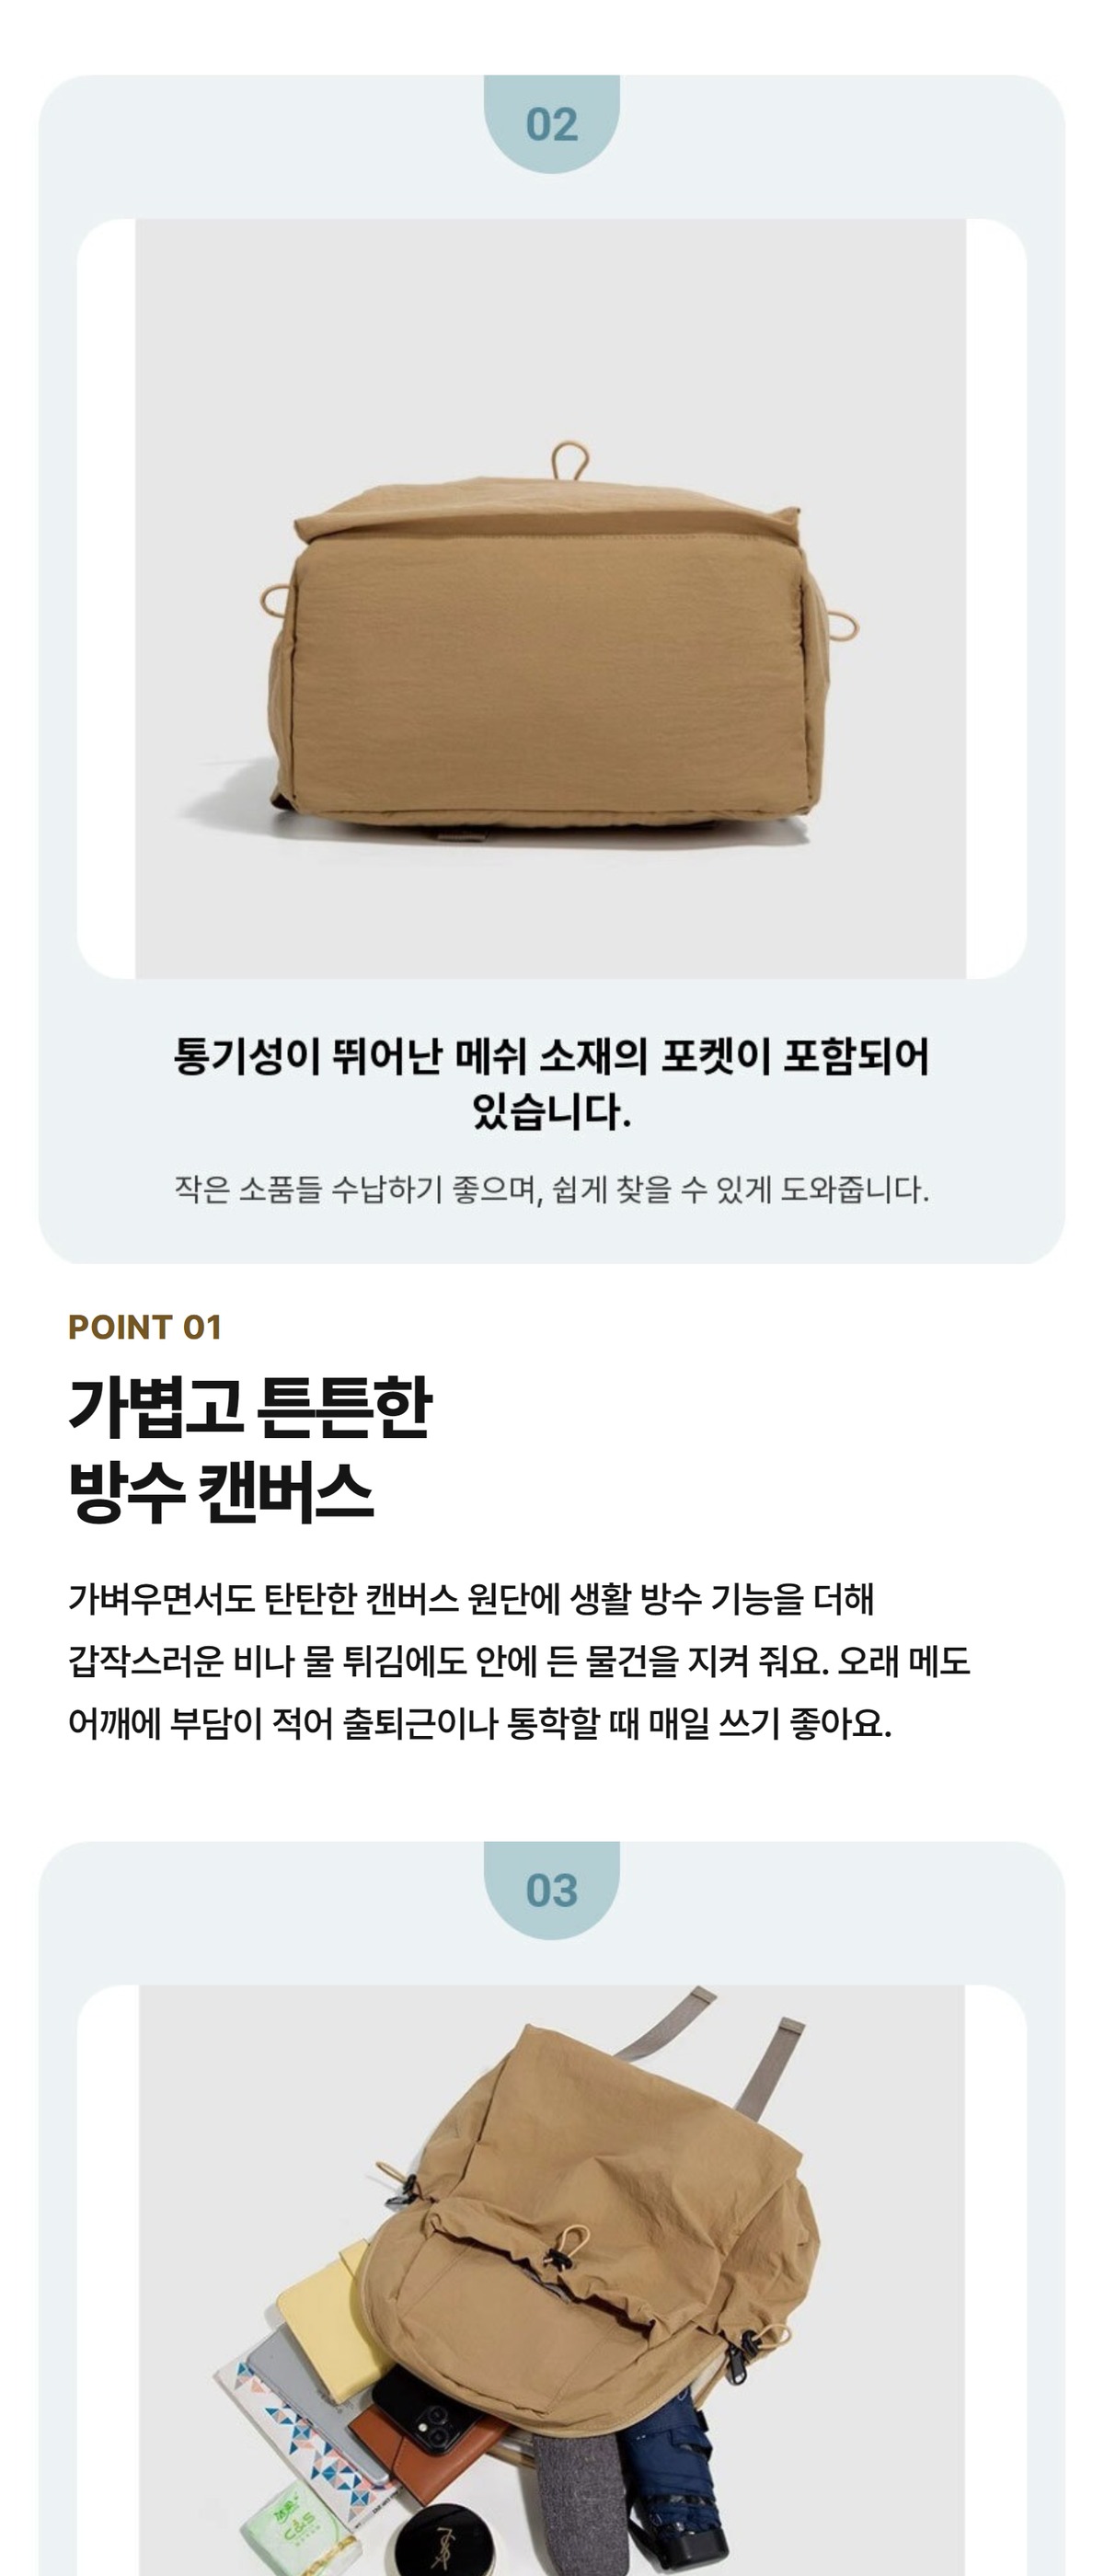 02
통기성이 뛰어난 메쉬 소재의 포켓이 포함되어
있습니다.
작은 소품들 수납하기 좋으며, 쉽게 찾을 수 있게 도와줍니다.
POINT 01
가볍고 튼튼한
방수 캔버스
가벼우면서도 탄탄한 캔버스 원단에 생활 방수 기능을 더해
갑작스러운 비나 물 튀김에도 안에 든 물건을 지켜 줘요. 오래 메도
어깨에 부담이 적어 출퇴근이나 통학할 때 매일 쓰기 좋아요.
03
C&S
YSL